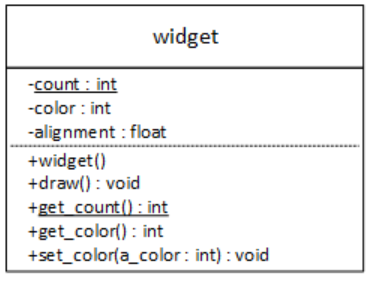 widget
-count : int
-color : int
-alignment : float
+widget()
+draw() : void
+get_count() : int
+get_color() : int
+set_color(a_color : int) : void